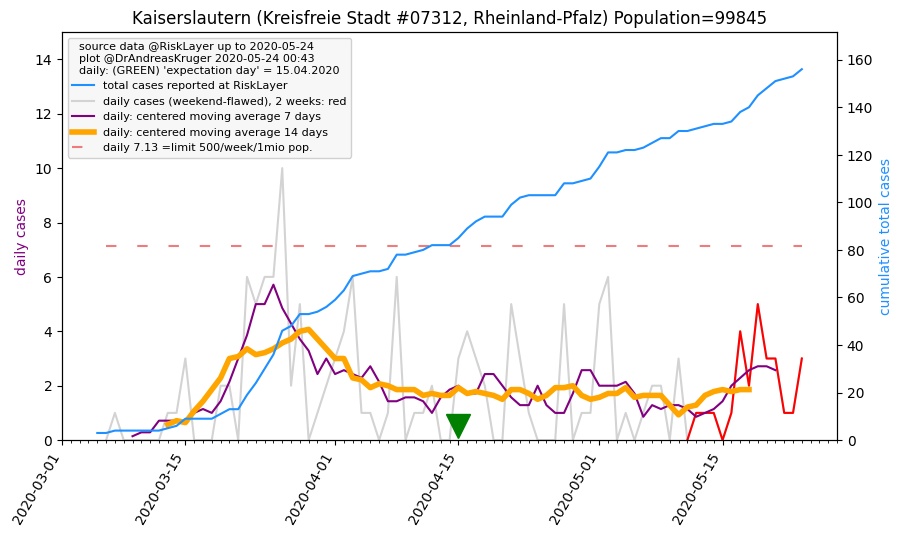 Kaiserslautern (Kreisfreie Stadt #07312, Rheinland-Pfalz) Population=99845
source data @RiskLayer up to 2020-05-24
plot @DrAndreasKruger 2020-05-24 00:43
daily: (GREEN) 'expectation day' = 15.04.2020
total cases reported at RiskLayer
daily cases (weekend-flawed), 2 weeks: red
daily: centered moving average 7 days
daily: centered moving average 14 days
daily 7.13 =limit 500/week/1mio pop.
daily cases
14
12
10
8
6
4
2
0
160
140
120
100
80
60
40
20
0
cumulative total cases
2020-03-01
2020-03-15
2020-04-01
2020-04-15
2020-05-01
2020-05-15